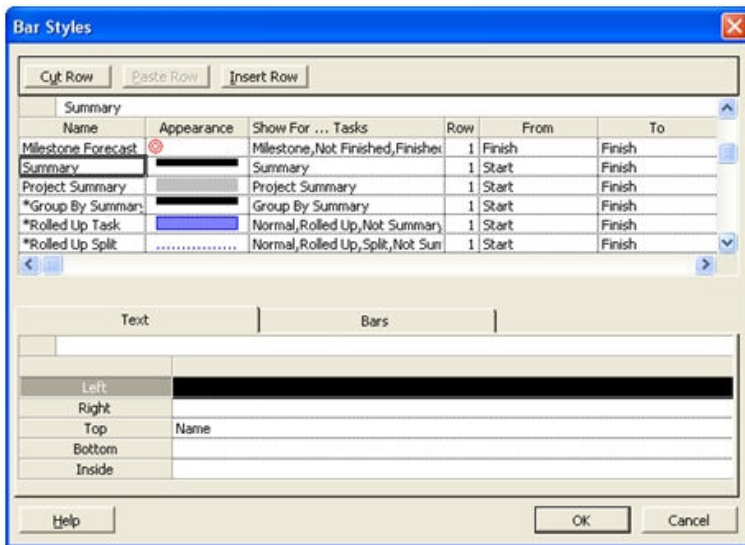 Bar Styles
Cut Row Paste Row Insert Row
Summary
Name Appearance Show For ... Tasks Row From To
Milestone Forecast Milestone,Not Finished,Finished 1 Finish Finish
Summary Summary 1 Start Finish
Project Summary Project Summary 1 Start Finish
*Group By Summary Group By Summary 1 Start Finish
*Rolled Up Task Normal,Rolled Up,Not Summary 1 Start Finish
*Rolled Up Split Normal,Rolled Up,Split,Not Sum 1 Start Finish
Text Bars
Left
Right
Top Name
Bottom
Inside
Help OK Cancel